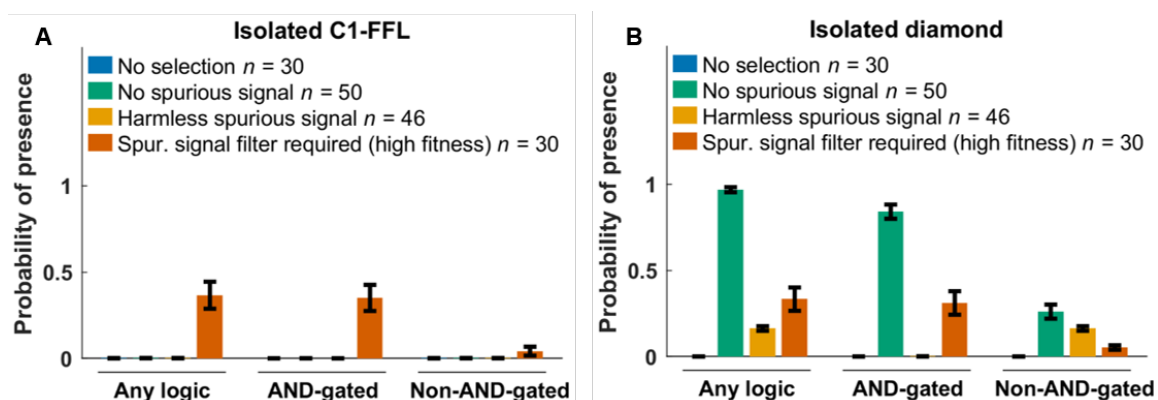 A
Isolated C1-FFL
No selection n = 30
No spurious signal n = 50
Harmless spurious signal n = 46
Spur. signal filter required (high fitness) n = 30
Probability of presence
1
0.5
0
Any logic
AND-gated
Non-AND-gated
B
Isolated diamond
No selection n = 30
No spurious signal n = 50
Harmless spurious signal n = 46
Spur. signal filter required (high fitness) n = 30
Probability of presence
1
0.5
0
Any logic
AND-gated
Non-AND-gated